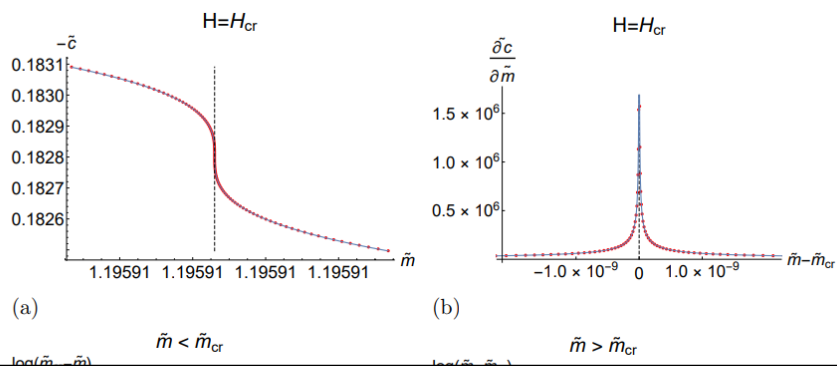 H=H_cr
−c̃
0.1831
0.1830
0.1829
0.1828
0.1827
0.1826
1.19591 1.19591 1.19591 1.19591
m̃
(a)
H=H_cr
∂c̃
∂m̃
1.5 × 10^6
1.0 × 10^6
0.5 × 10^6
−1.0 × 10^−9 0 1.0 × 10^−9
m̃−m̃_cr
(b)
m̃ < m̃_cr
m̃ > m̃_cr